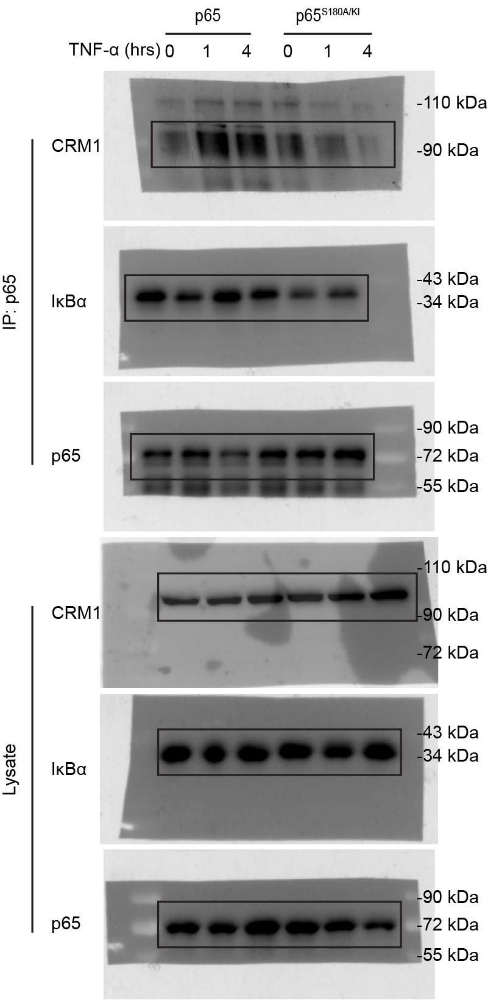 p65 p65S180A/KI
TNF-α (hrs) 0 1 4 0 1 4
-110 kDa
CRM1
-90 kDa
IP: p65
-43 kDa
IκBα
-34 kDa
-90 kDa
p65
-72 kDa
-55 kDa
-110 kDa
CRM1
-90 kDa
-72 kDa
Lysate
-43 kDa
-34 kDa
IκBα
-90 kDa
p65
-72 kDa
-55 kDa